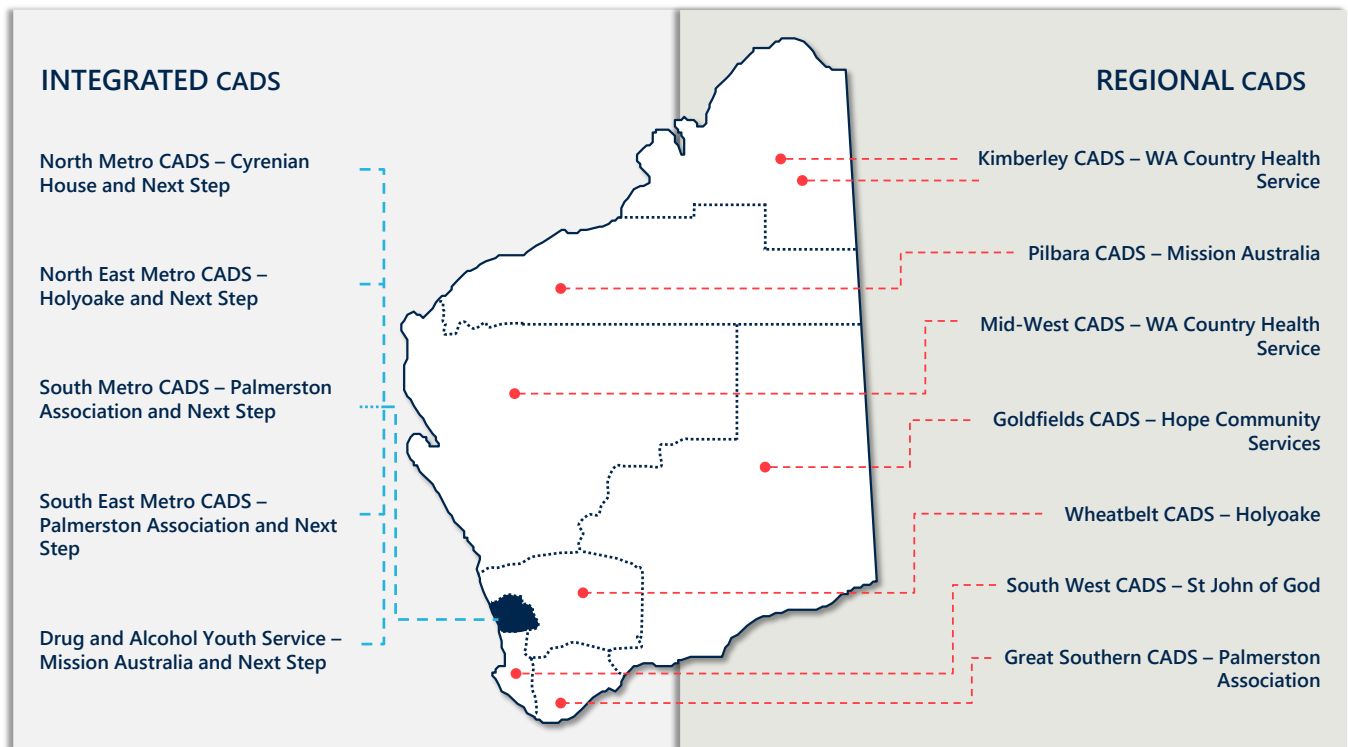 INTEGRATED CADS
North Metro CADS – Cyrenian
House and Next Step
North East Metro CADS –
Holyoake and Next Step
South Metro CADS – Palmerston
Association and Next Step
South East Metro CADS –
Palmerston Association and Next
Step
Drug and Alcohol Youth Service –
Mission Australia and Next Step
REGIONAL CADS
Kimberley CADS – WA Country Health
Service
Pilbara CADS – Mission Australia
Mid-West CADS – WA Country Health
Service
Goldfields CADS – Hope Community
Services
Wheatbelt CADS – Holyoake
South West CADS – St John of God
Great Southern CADS – Palmerston
Association